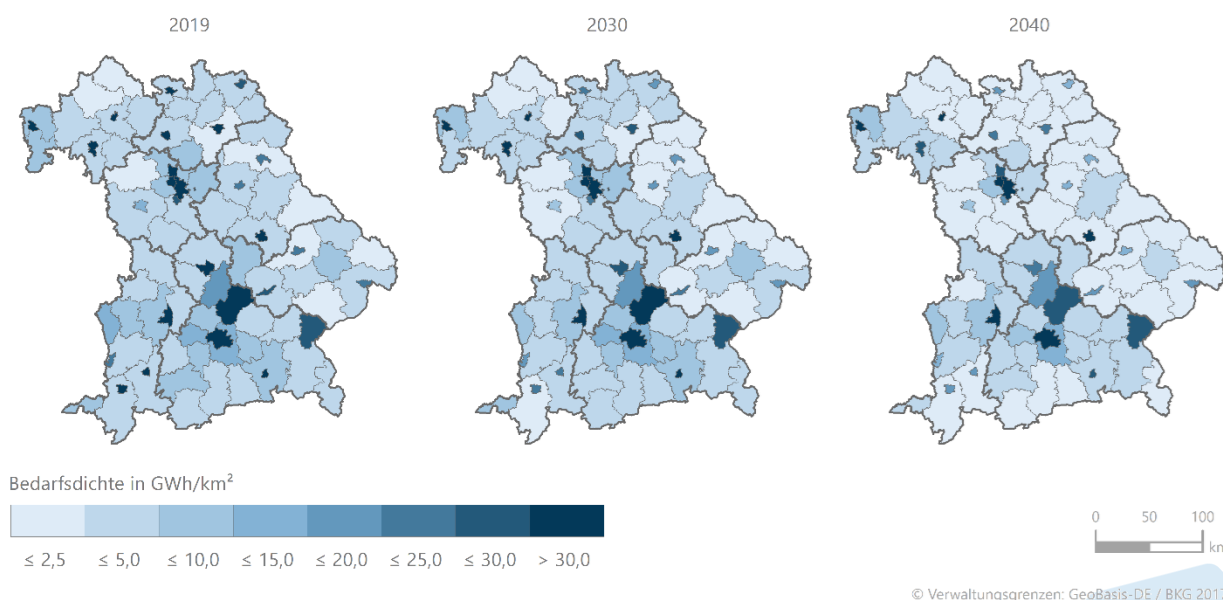 2019 2030 2040
Bedarfsdichte in GWh/km²
≤ 2,5 ≤ 5,0 ≤ 10,0 ≤ 15,0 ≤ 20,0 ≤ 25,0 ≤ 30,0 > 30,0
0 50 100
km
© Verwaltungsgrenzen: GeoBasis-DE / BKG 2017